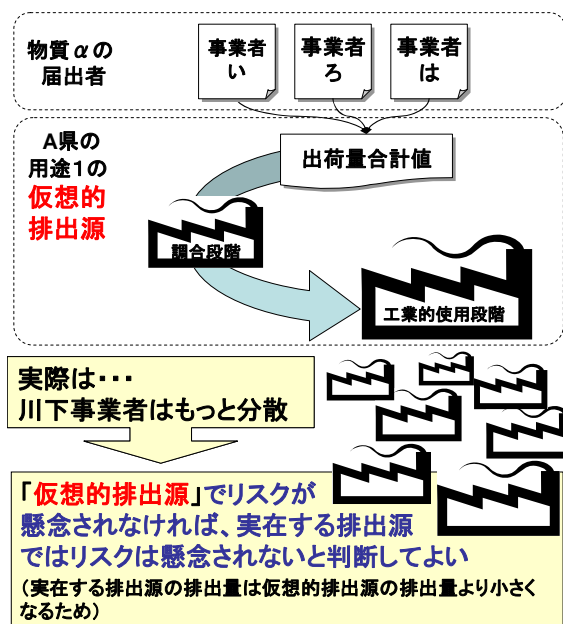 物質αの
届出者
事業者
い
事業者
ろ
事業者
は
A県の
用途1の
仮想的
排出源
出荷量合計値
調合段階
工業的使用段階
実際は・・・
川下事業者はもっと分散
「仮想的排出源」でリスクが
懸念されなければ、実在する排出源
ではリスクは懸念されないと判断してよい
（実在する排出源の排出量は仮想的排出源の排出量より小さく
なるため）